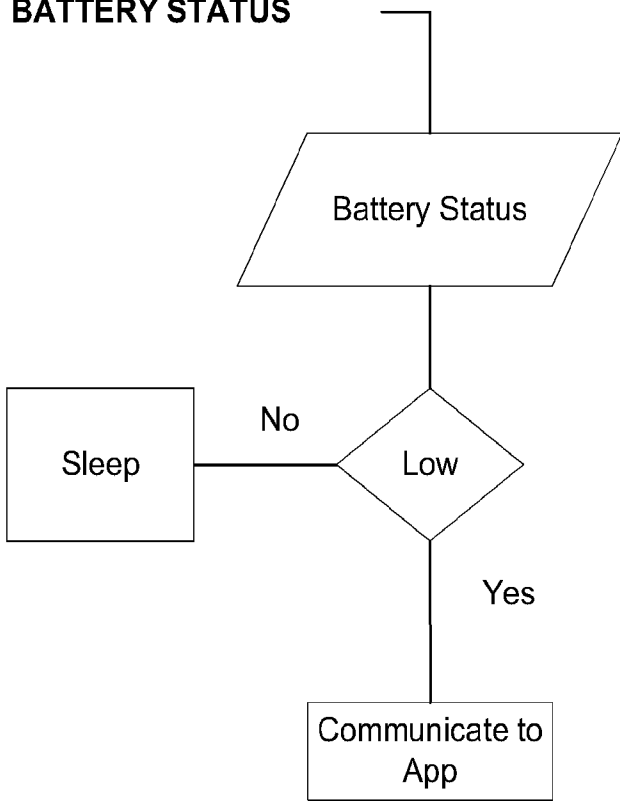 BATTERY STATUS
Battery Status
No
Sleep
Low
Yes
Communicate to
App